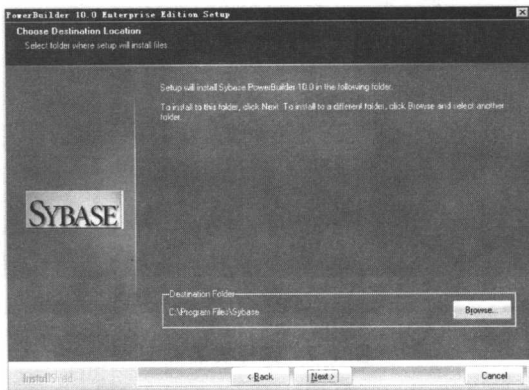 PowerBuilder 10.0 Enterprise Edition Setup
Choose Destination Location
Select folder where setup will install files.
Setup will install Sybase PowerBuilder 10.0 in the following folder.
To install to this folder, click Next. To install to a different folder, click Browse and select another
folder.
SYBASE
Destination Folder
C:\Program Files\Sybase
Browse...
InstallShield
< Back
Next >
Cancel